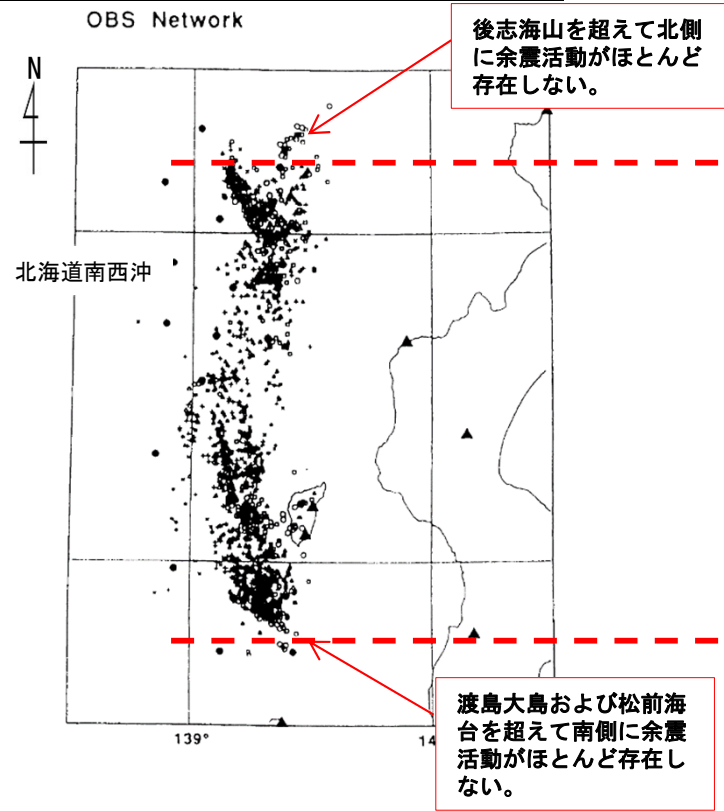 OBS Network
後志海山を超えて北側
に余震活動がほとんど
存在しない。
N
北海道南西沖
渡島大島および松前海
台を超えて南側に余震
活動がほとんど存在し
ない。
139°
14